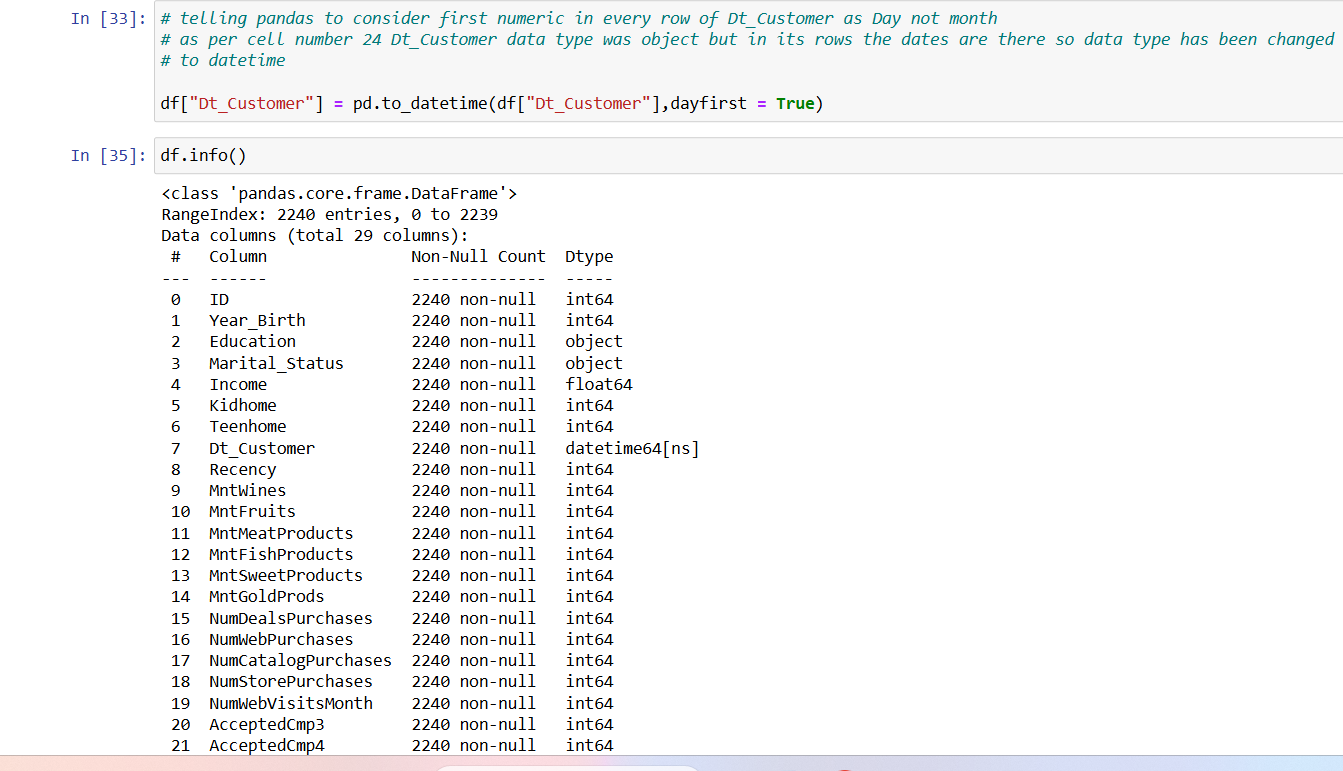 In [33]: # telling pandas to consider first numeric in every row of Dt_Customer as Day not month
# as per cell number 24 Dt_Customer data type was object but in its rows the dates are there so data type has been changed
# to datetime
df["Dt_Customer"] = pd.to_datetime(df["Dt_Customer"],dayfirst = True)
In [35]: df.info()
<class 'pandas.core.frame.DataFrame'>
RangeIndex: 2240 entries, 0 to 2239
Data columns (total 29 columns):
#   Column               Non-Null Count  Dtype
---  ------               --------------  -----
0   ID                   2240 non-null   int64
1   Year_Birth           2240 non-null   int64
2   Education            2240 non-null   object
3   Marital_Status       2240 non-null   object
4   Income               2240 non-null   float64
5   Kidhome              2240 non-null   int64
6   Teenhome             2240 non-null   int64
7   Dt_Customer          2240 non-null   datetime64[ns]
8   Recency              2240 non-null   int64
9   MntWines             2240 non-null   int64
10  MntFruits            2240 non-null   int64
11  MntMeatProducts      2240 non-null   int64
12  MntFishProducts      2240 non-null   int64
13  MntSweetProducts     2240 non-null   int64
14  MntGoldProds         2240 non-null   int64
15  NumDealsPurchases    2240 non-null   int64
16  NumWebPurchases      2240 non-null   int64
17  NumCatalogPurchases  2240 non-null   int64
18  NumStorePurchases    2240 non-null   int64
19  NumWebVisitsMonth    2240 non-null   int64
20  AcceptedCmp3         2240 non-null   int64
21  AcceptedCmp4         2240 non-null   int64